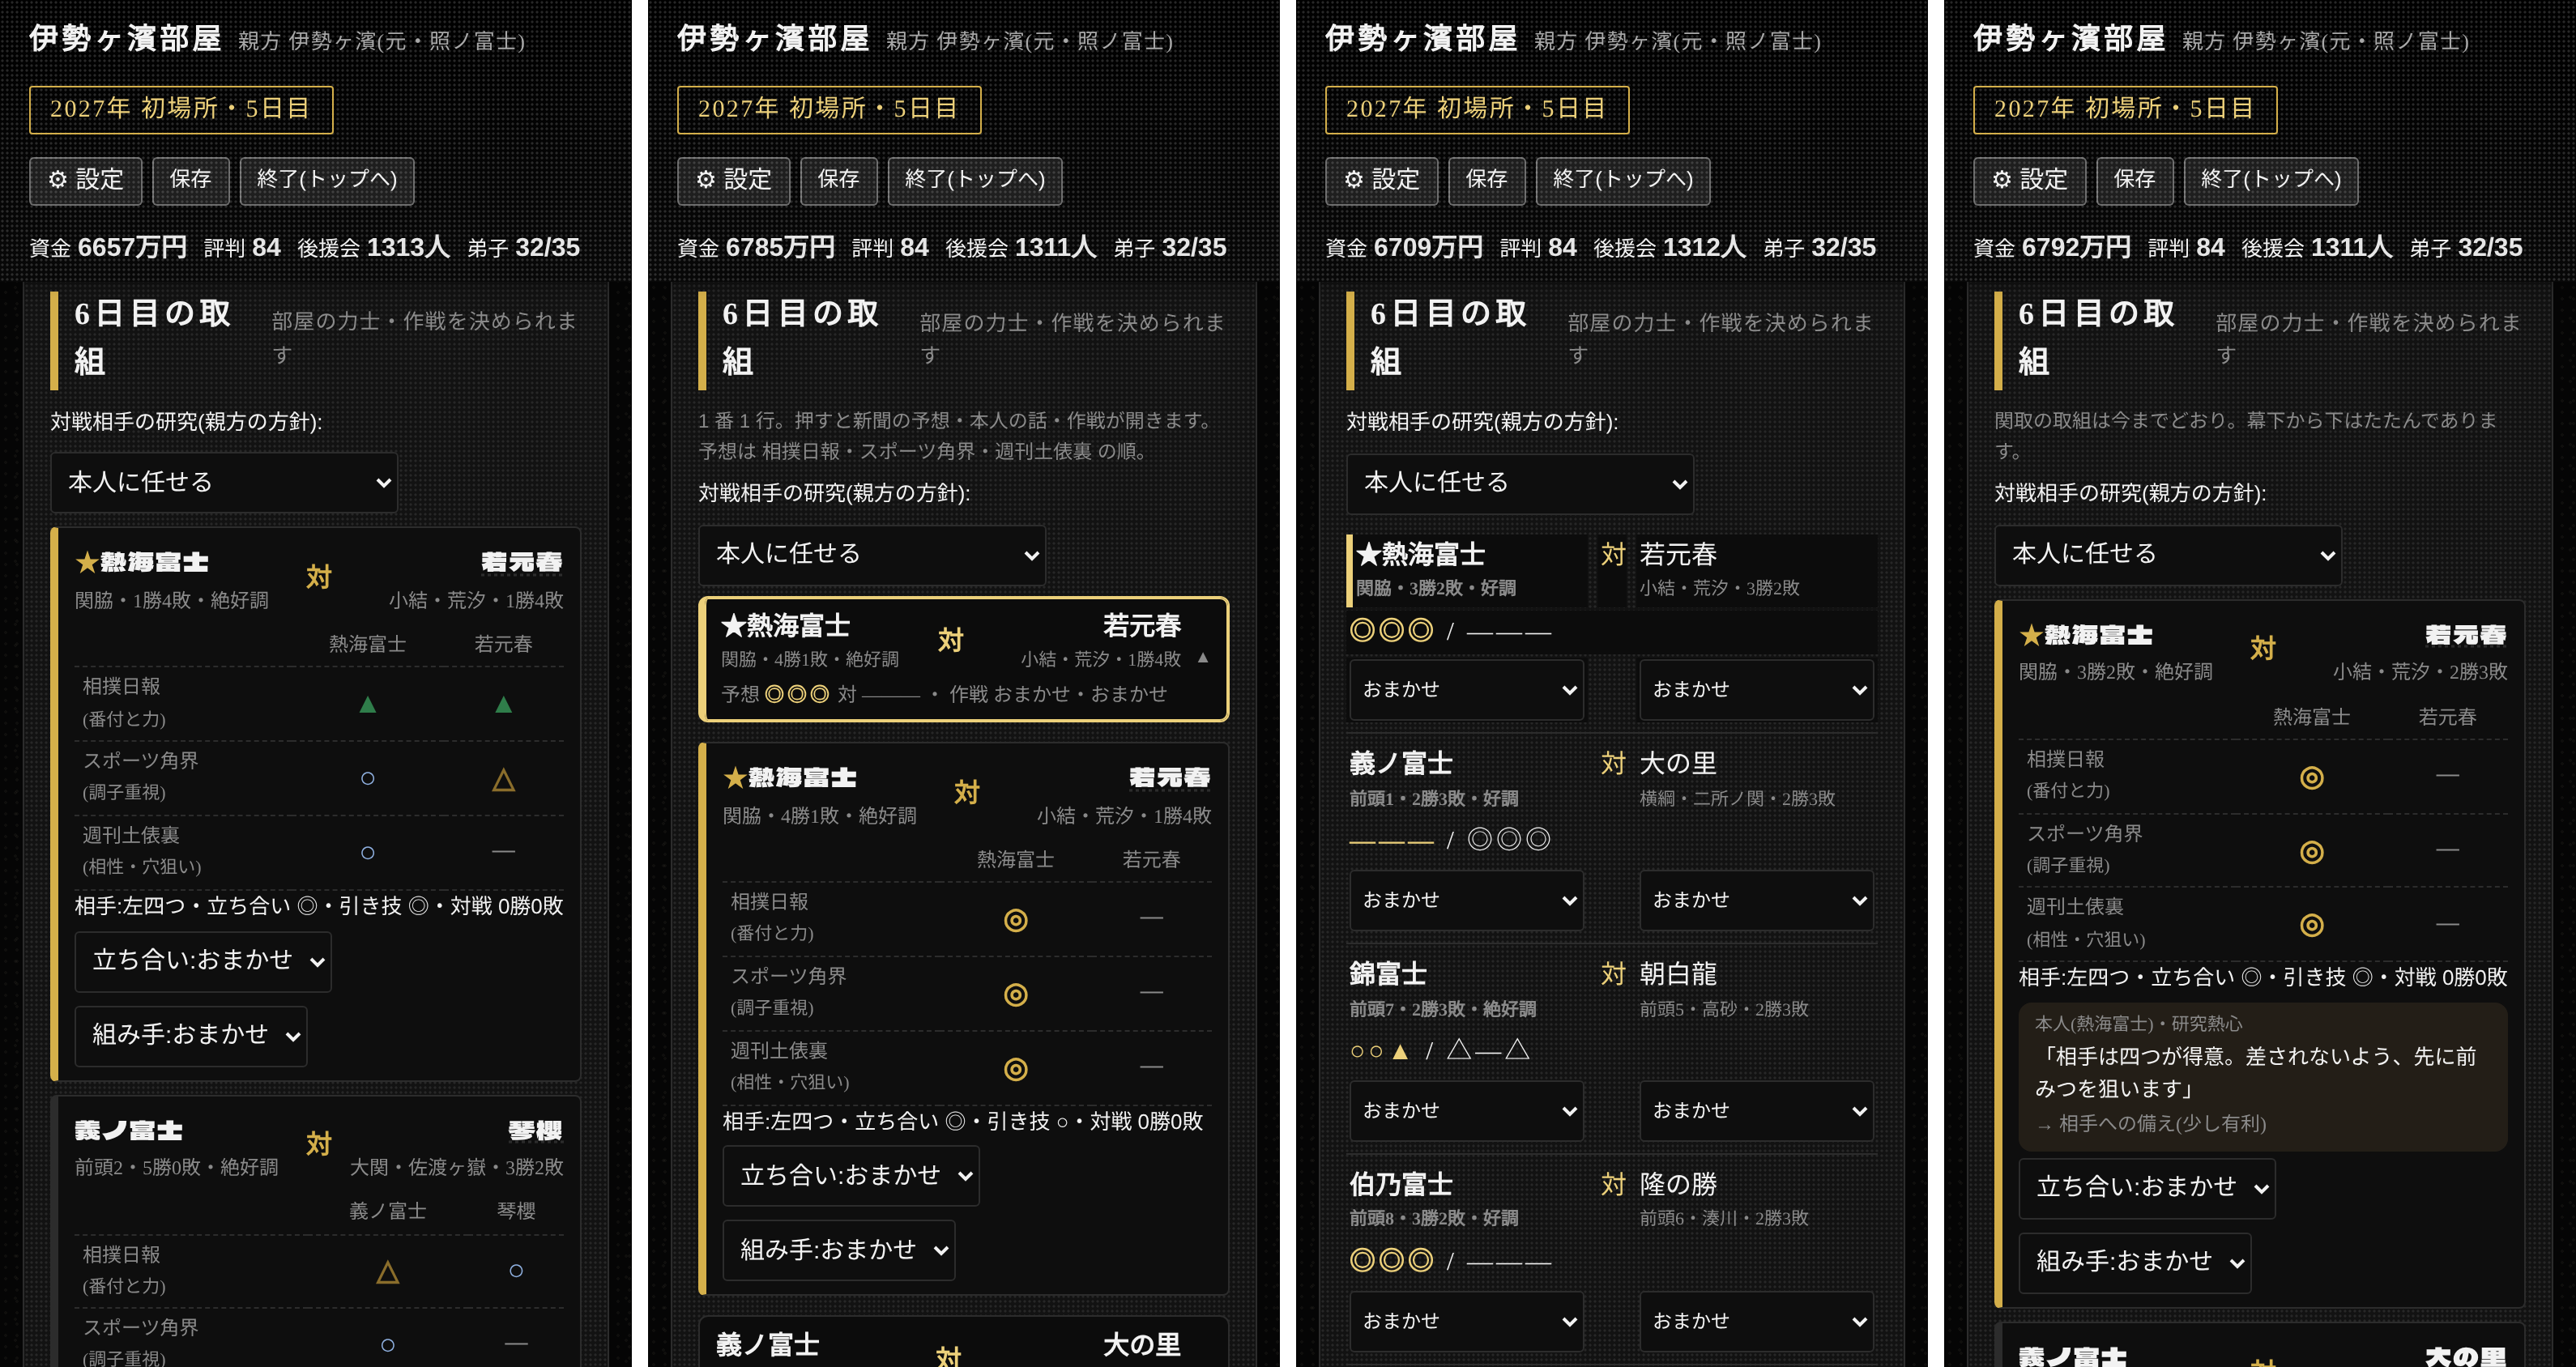 伊勢ヶ濱部屋 親方 伊勢ヶ濱(元・照ノ富士)
2027年 初場所・5日目
⚙ 設定 保存 終了(トップへ)
資金 6657万円 評判 84 後援会 1313人 弟子 32/35
6日目の取
組
部屋の力士・作戦を決められま
す
対戦相手の研究(親方の方針):
本人に任せる
★熱海富士 対 若元春
関脇・1勝4敗・絶好調 小結・荒汐・1勝4敗
熱海富士 若元春
相撲日報
(番付と力) ▲ ▲
スポーツ角界
(調子重視) ○ △
週刊土俵裏
(相性・穴狙い) ○ —
相手:左四つ・立ち合い ◎・引き技 ◎・対戦 0勝0敗
立ち合い:おまかせ
組み手:おまかせ
義ノ富士 対 琴櫻
前頭2・5勝0敗・絶好調 大関・佐渡ヶ嶽・3勝2敗
義ノ富士 琴櫻
相撲日報
(番付と力) △ ○
スポーツ角界
(調子重視) ○ —
伊勢ヶ濱部屋 親方 伊勢ヶ濱(元・照ノ富士)
2027年 初場所・5日目
⚙ 設定 保存 終了(トップへ)
資金 6785万円 評判 84 後援会 1311人 弟子 32/35
6日目の取
組
部屋の力士・作戦を決められま
す
1 番 1 行。押すと新聞の予想・本人の話・作戦が開きます。
予想は 相撲日報・スポーツ角界・週刊土俵裏 の順。
対戦相手の研究(親方の方針):
本人に任せる
★熱海富士 対 若元春
関脇・4勝1敗・絶好調 小結・荒汐・1勝4敗 ▲
予想 ◎◎◎ 対 ——— ・ 作戦 おまかせ・おまかせ
★熱海富士 対 若元春
関脇・4勝1敗・絶好調 小結・荒汐・1勝4敗
熱海富士 若元春
相撲日報
(番付と力) ◎ —
スポーツ角界
(調子重視) ◎ —
週刊土俵裏
(相性・穴狙い) ◎ —
相手:左四つ・立ち合い ◎・引き技 ○・対戦 0勝0敗
立ち合い:おまかせ
組み手:おまかせ
義ノ富士 対 大の里
伊勢ヶ濱部屋 親方 伊勢ヶ濱(元・照ノ富士)
2027年 初場所・5日目
⚙ 設定 保存 終了(トップへ)
資金 6709万円 評判 84 後援会 1312人 弟子 32/35
6日目の取
組
部屋の力士・作戦を決められま
す
対戦相手の研究(親方の方針):
本人に任せる
★熱海富士 対 若元春
関脇・3勝2敗・好調 小結・荒汐・3勝2敗
◎◎◎ / ———
おまかせ おまかせ
義ノ富士 対 大の里
前頭1・2勝3敗・好調 横綱・二所ノ関・2勝3敗
——— / ◎◎◎
おまかせ おまかせ
錦富士 対 朝白龍
前頭7・2勝3敗・絶好調 前頭5・高砂・2勝3敗
○○▲ / △—△
おまかせ おまかせ
伯乃富士 対 隆の勝
前頭8・3勝2敗・好調 前頭6・湊川・2勝3敗
◎◎◎ / ———
おまかせ おまかせ
伊勢ヶ濱部屋 親方 伊勢ヶ濱(元・照ノ富士)
2027年 初場所・5日目
⚙ 設定 保存 終了(トップへ)
資金 6792万円 評判 84 後援会 1311人 弟子 32/35
6日目の取
組
部屋の力士・作戦を決められま
す
関取の取組は今までどおり。幕下から下はたたんでありま
す。
対戦相手の研究(親方の方針):
本人に任せる
★熱海富士 対 若元春
関脇・3勝2敗・絶好調 小結・荒汐・2勝3敗
熱海富士 若元春
相撲日報
(番付と力) ◎ —
スポーツ角界
(調子重視) ◎ —
週刊土俵裏
(相性・穴狙い) ◎ —
相手:左四つ・立ち合い ◎・引き技 ◎・対戦 0勝0敗
本人(熱海富士)・研究熱心
「相手は四つが得意。差されないよう、先に前
みつを狙います」
→ 相手への備え(少し有利)
立ち合い:おまかせ
組み手:おまかせ
義ノ富士 対 大の里